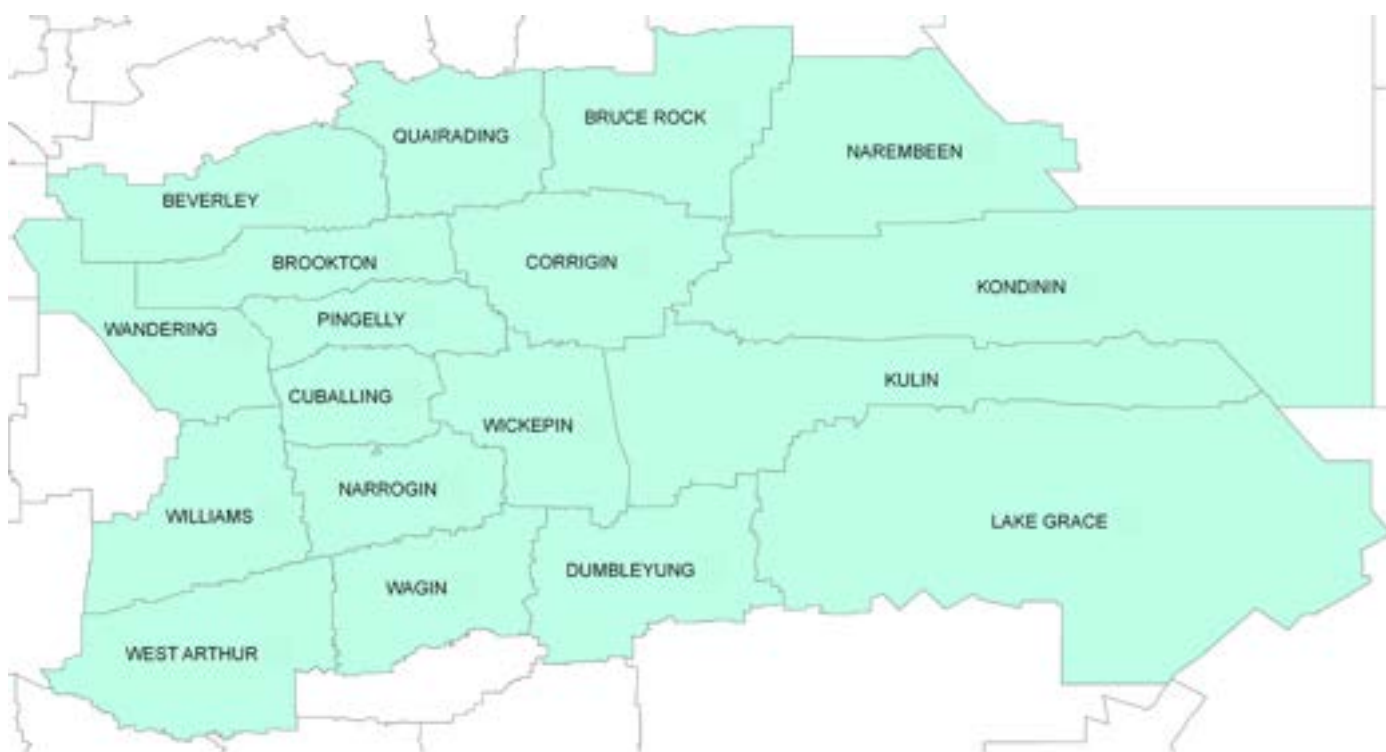 BRUCE ROCK
QUAIRADING
NAREMBEEN
BEVERLEY
BROOKTON
CORRIGIN
KONDININ
PINGELLY
WANDERING
KULIN
CUBALLING
WICKEPIN
NARROGIN
WILLIAMS
LAKE GRACE
DUMBLEYUNG
WAGIN
WEST ARTHUR